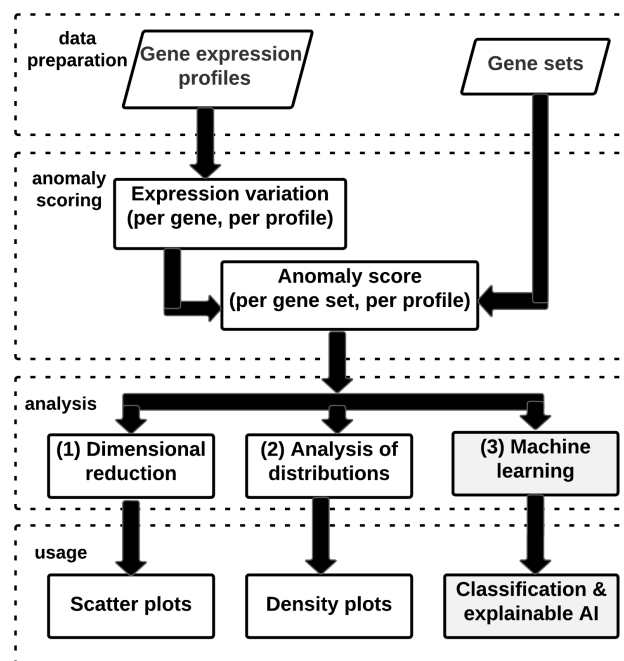 data
preparation
Gene expression
profiles
Gene sets
anomaly
scoring
Expression variation
(per gene, per profile)
Anomaly score
(per gene set, per profile)
analysis
(1) Dimensional
reduction
(2) Analysis of
distributions
(3) Machine
learning
usage
Scatter plots
Density plots
Classification &
explainable AI